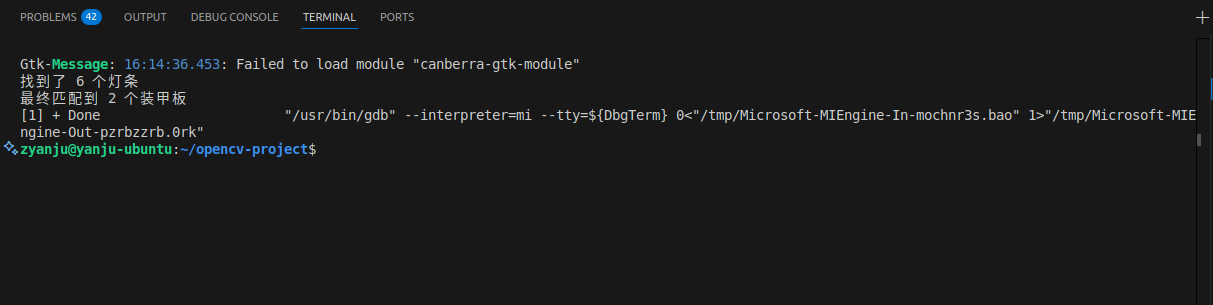 PROBLEMS 42 OUTPUT DEBUG CONSOLE TERMINAL PORTS
Gtk-Message: 16:14:36.453: Failed to load module "canberra-gtk-module"
找到了 6 个灯条
最终匹配到 2 个装甲板
[1] + Done                       "/usr/bin/gdb" --interpreter=mi --tty=${DbgTerm} 0<"/tmp/Microsoft-MIEngine-In-mochnr3s.bao" 1>"/tmp/Microsoft-MIE
ngine-Out-pzrbzzrb.0rk"
zyanju@yanju-ubuntu:~/opencv-project$